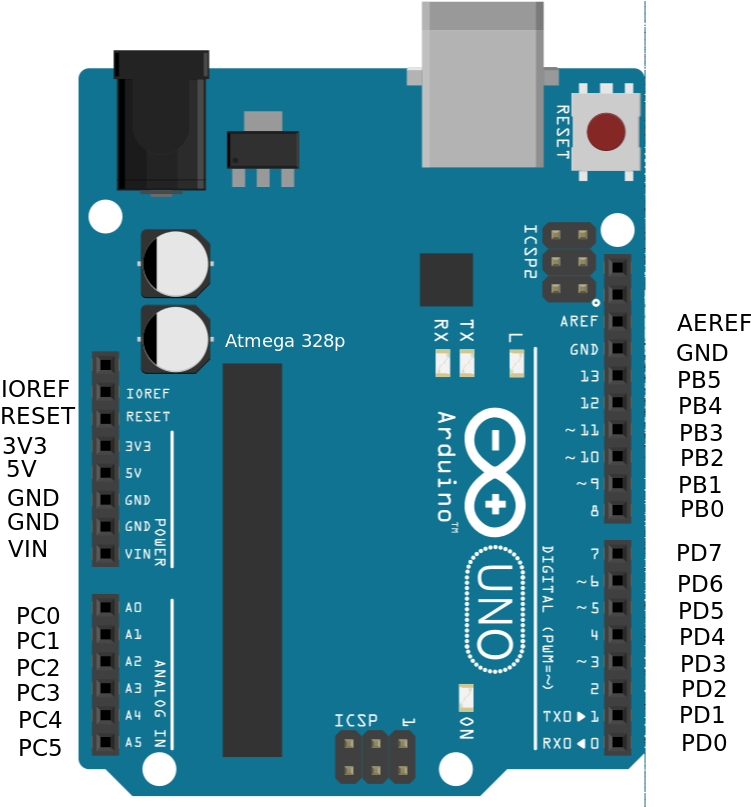 RESET
ICSP2
AREF
AEREF
RX
TX
L
GND
GND
Atmega 328p
13
PB5
IOREF
IOREF
12
PB4
RESET
RESET
~11
PB3
3V3
3V3
~10
PB2
5V
5V
~9
PB1
GND
GND
8
PB0
GND
GND
VIN
VIN
POWER
Arduino™
UNO
7
PD7
~6
PD6
PC0
A0
~5
PD5
PC1
A1
4
PD4
PC2
A2
~3
PD3
PC3
A3
2
PD2
PC4
A4
TX0▶1
PD1
PC5
A5
RX0◀0
PD0
ANALOG IN
DIGITAL (PWM=~)
ICSP
1
ON